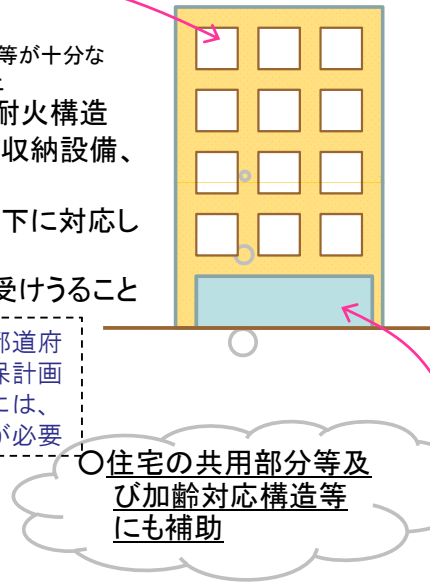 等が十分な
耐火構造
収納設備、
下に対応し
受けうること
都道府
保計画
には、
が必要
○住宅の共用部分等及
び加齢対応構造等
にも補助